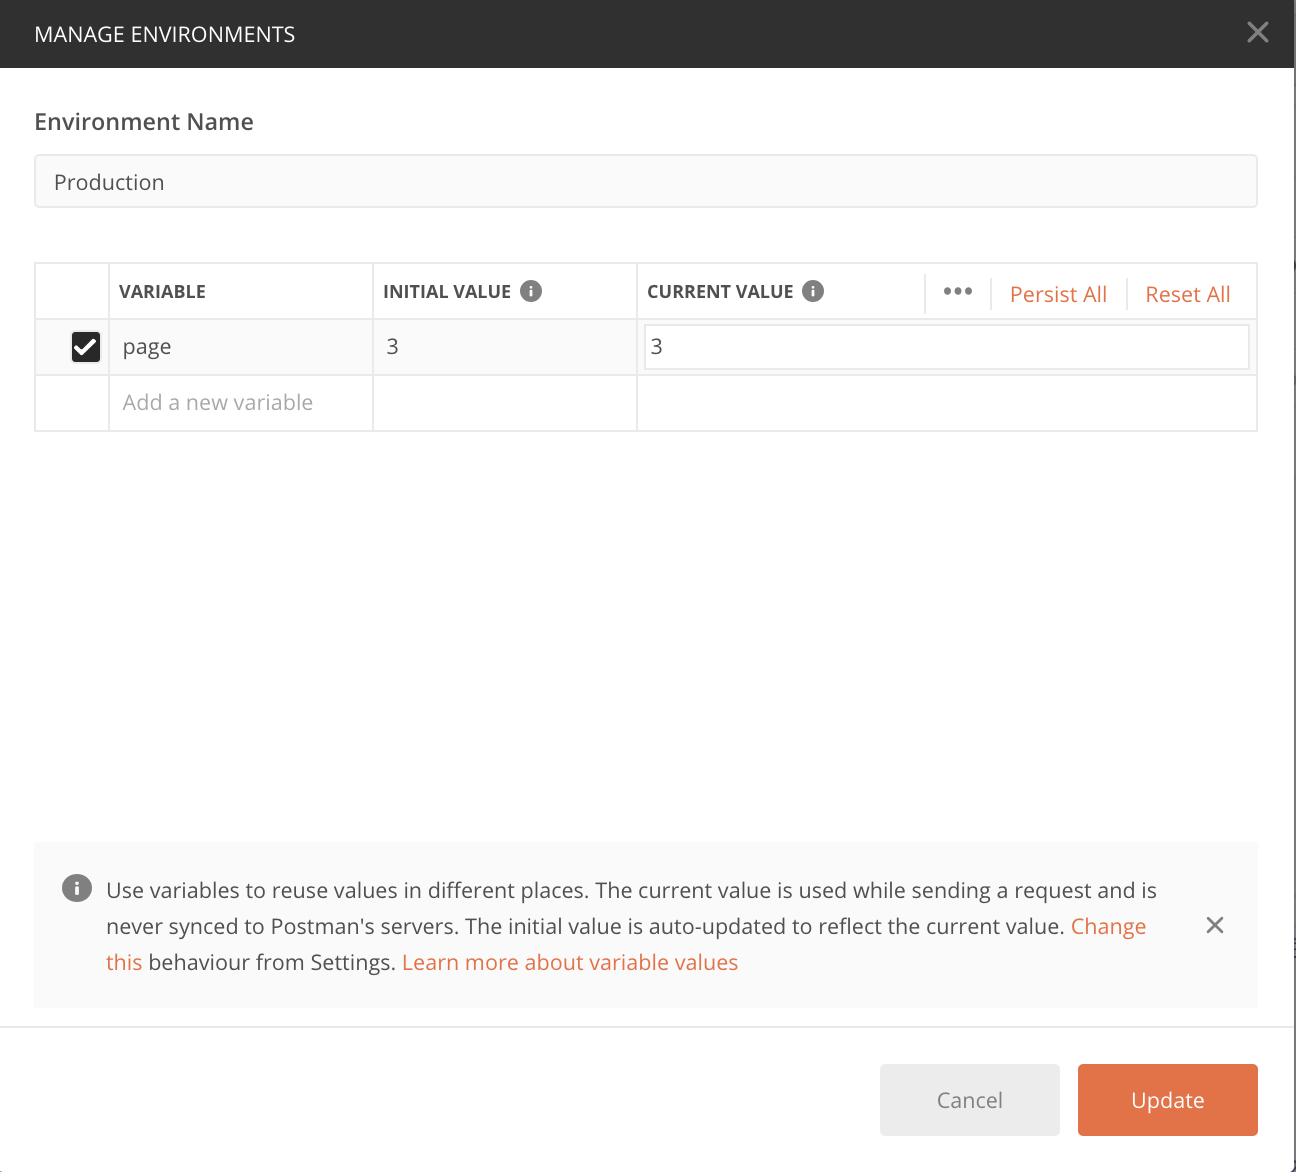 MANAGE ENVIRONMENTS
Environment Name
Production
VARIABLE INITIAL VALUE CURRENT VALUE Persist All Reset All
page 3 3
Add a new variable
Use variables to reuse values in different places. The current value is used while sending a request and is
never synced to Postman's servers. The initial value is auto-updated to reflect the current value. Change
this behaviour from Settings. Learn more about variable values
Cancel Update